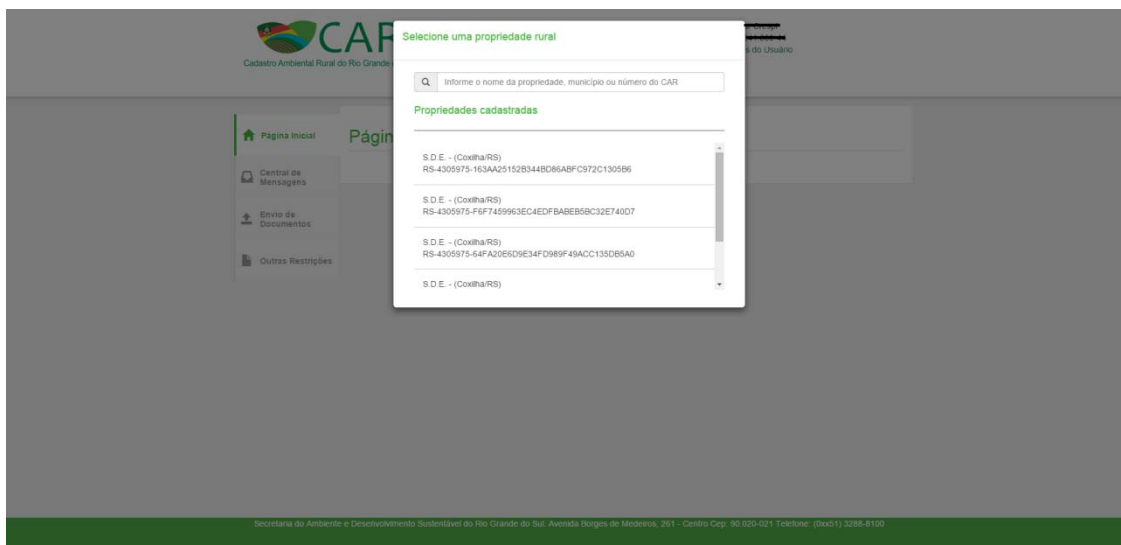 CAR
Cadastro Ambiental Rural do Rio Grande
s do Usuário
Selecione uma propriedade rural
Informe o nome da propriedade, município ou número do CAR
Propriedades cadastradas
S.D.E. - (Coxilha/RS)
RS-4305975-163AA25152B344BD86ABFC972C1305B6
S.D.E. - (Coxilha/RS)
RS-4305975-F6F7459963EC4EDFBABEB5BC32E740D7
S.D.E. - (Coxilha/RS)
RS-4305975-64FA20E6D9E34FD989F49ACC135DB5A0
S.D.E. - (Coxilha/RS)
Página Inicial
Págin
Central de
Mensagens
Envio de
Documentos
Outras Restrições
Secretaria do Ambiente e Desenvolvimento Sustentável do Rio Grande do Sul. Avenida Borges de Medeiros, 261 - Centro Cep: 90.020-021 Telefone: (0xx51) 3288-8100